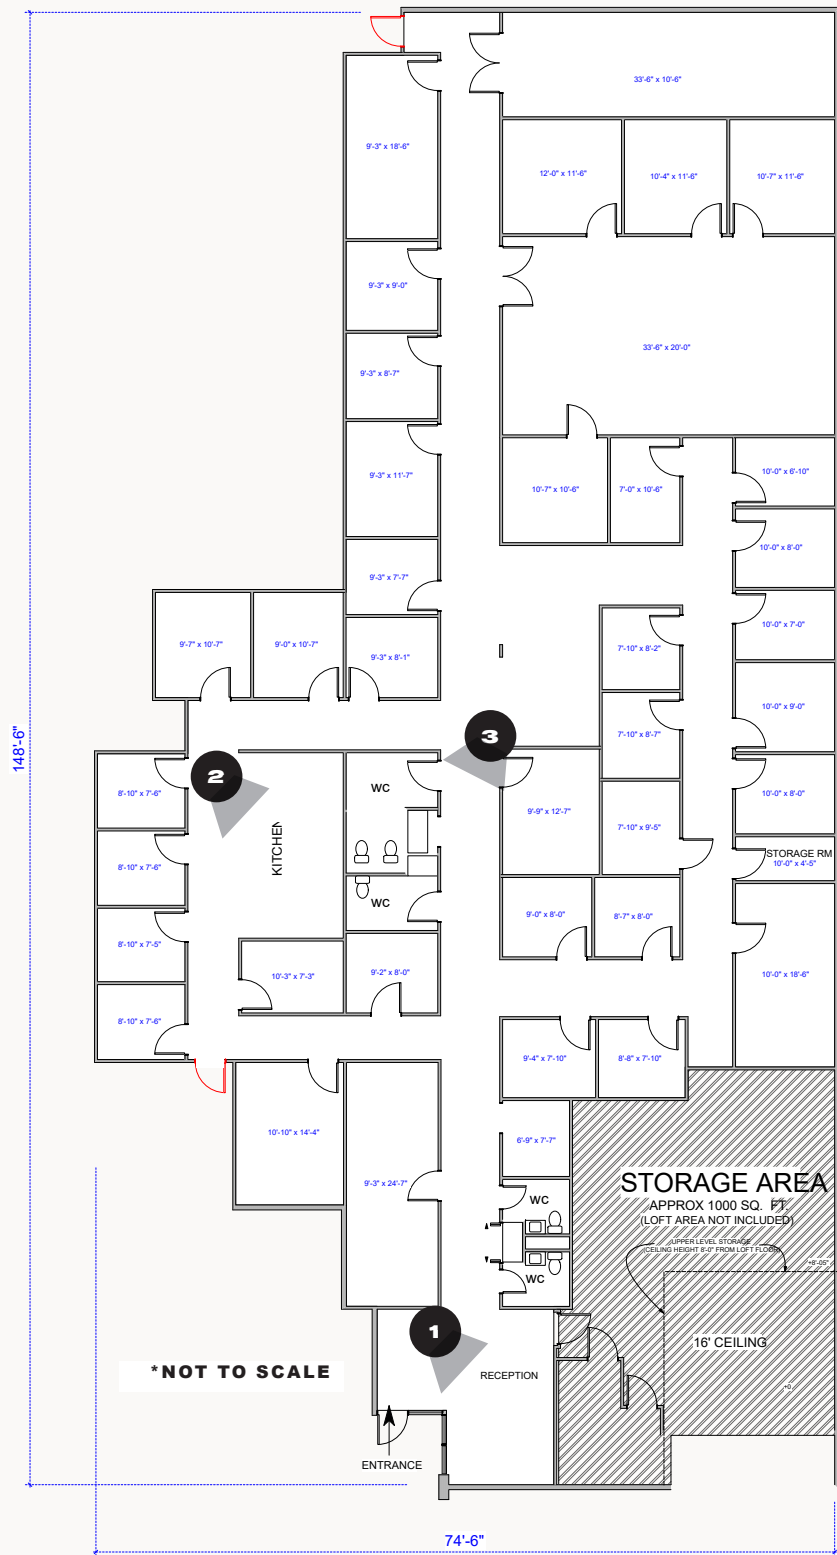 33'-6" x 10'-6"
9'-3" x 18'-6"
12'-0" x 11'-6"
10'-4" x 11'-6"
10'-7" x 11'-6"
9'-3" x 9'-0"
33'-6" x 20'-0"
9'-3" x 8'-7"
9'-3" x 11'-7"
10'-7" x 10'-6"
7'-0" x 10'-6"
10'-0" x 6'-10"
10'-0" x 8'-0"
9'-3" x 7'-7"
10'-0" x 7'-0"
9'-7" x 10'-7"
9'-0" x 10'-7"
9'-3" x 8'-1"
7'-10" x 8'-2"
10'-0" x 9'-0"
7'-10" x 8'-7"
148'-6"
3
2
8'-10" x 7'-6"
WC
KITCHEN
9'-9" x 12'-7"
10'-0" x 8'-0"
7'-10" x 9'-5"
8'-10" x 7'-6"
STORAGE RM
10'-0" x 4'-5"
WC
9'-0" x 8'-0"
8'-7" x 8'-0"
8'-10" x 7'-5"
10'-3" x 7'-3"
9'-2" x 8'-0"
10'-0" x 18'-6"
8'-10" x 7'-6"
9'-4" x 7'-10"
8'-8" x 7'-10"
10'-10" x 14'-4"
6'-9" x 7'-7"
9'-3" x 24'-7"
STORAGE AREA
APPROX 1000 SQ. FT.
(LOFT AREA NOT INCLUDED)
WC
UPPER LEVEL STORAGE
(CEILING HEIGHT 8'-0" FROM LOFT FLOOR)
+8'-05"
WC
1
16' CEILING
*NOT TO SCALE
RECEPTION
+0
ENTRANCE
74'-6"